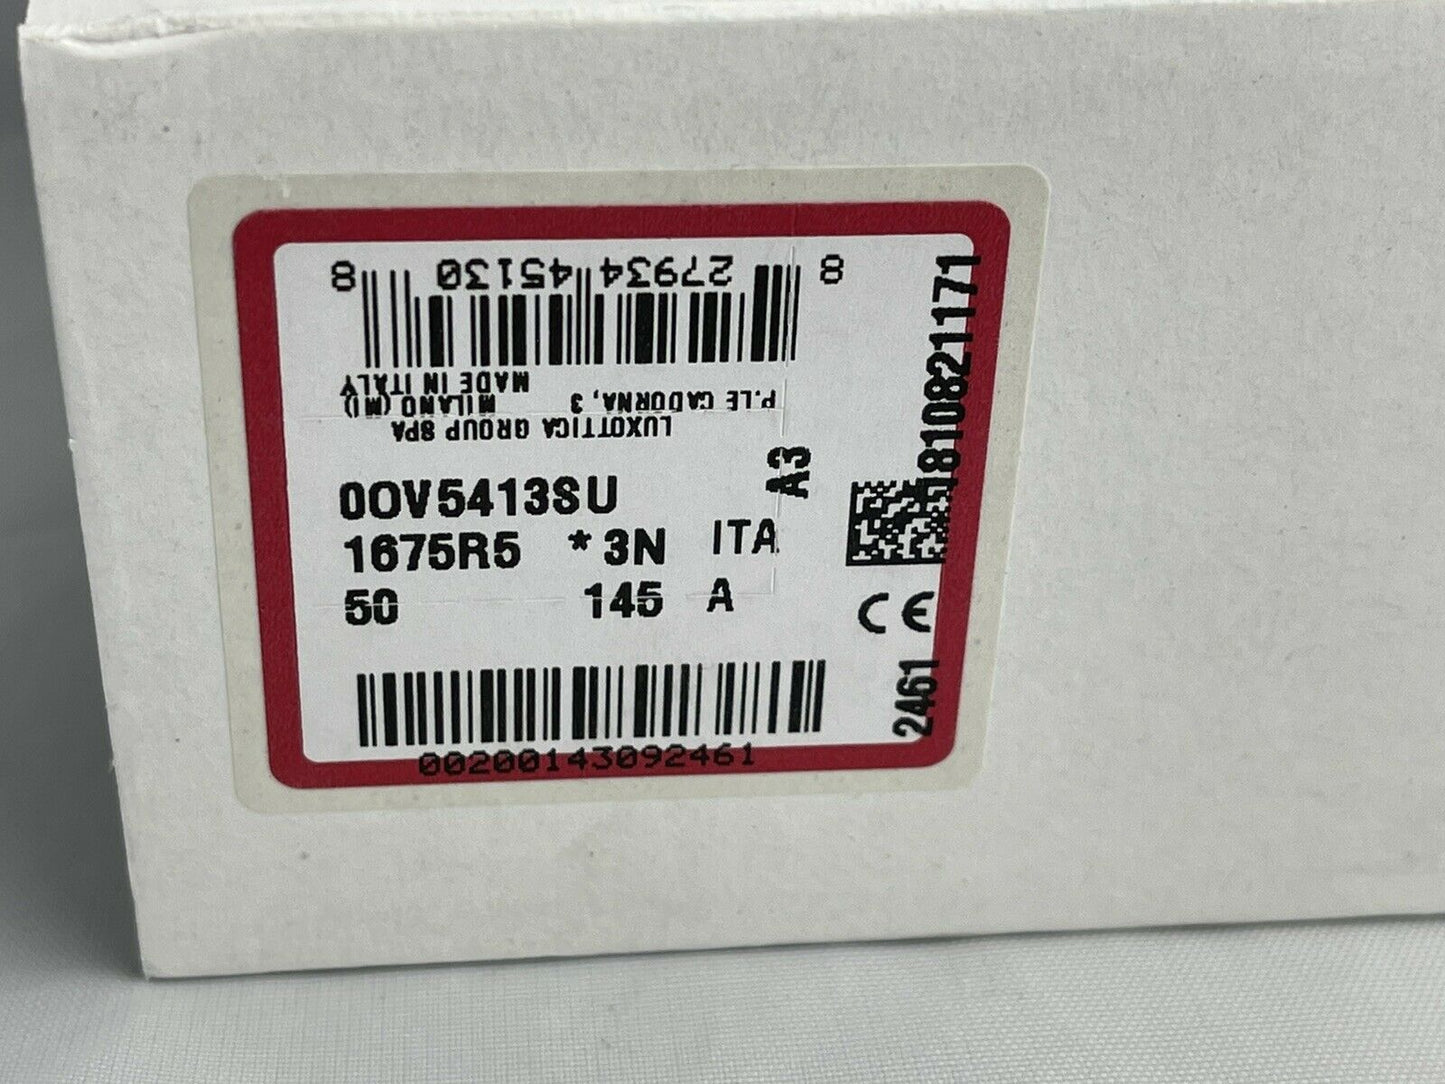 8 27934 45130 8
LUXOTTICA GROUP SPA
P.LE CADORNA, 3 MILANO (MI)
MADE IN ITALY
0OV5413SU
A3
1675R5 * 3N ITA
50 145 A
00200143092461
18108211171
CE
2461